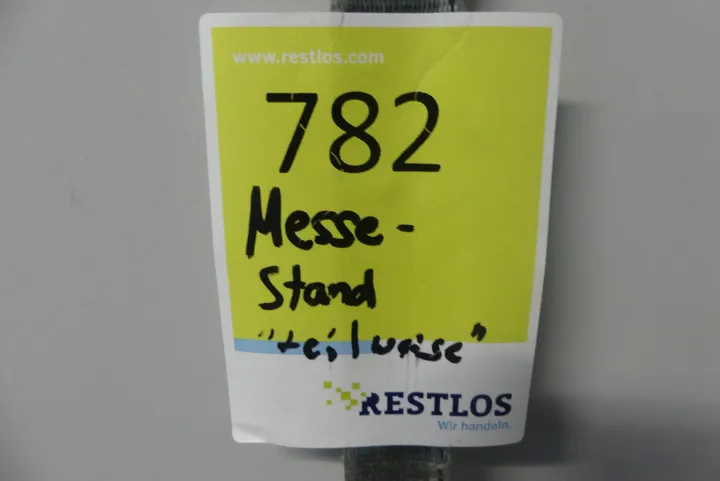 www.restlos.com
782
Messe-
Stand
"teilweise"
RESTLOS
Wir handeln.